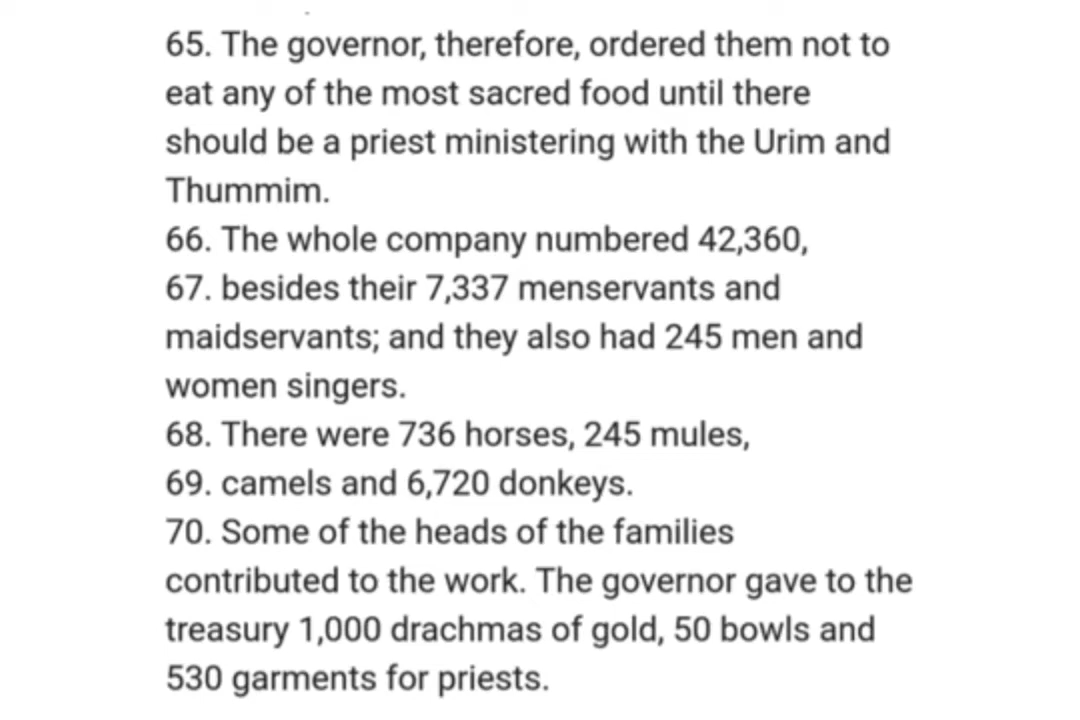 65. The governor, therefore, ordered them not to
eat any of the most sacred food until there
should be a priest ministering with the Urim and
Thummim.
66. The whole company numbered 42,360,
67. besides their 7,337 menservants and
maidservants; and they also had 245 men and
women singers.
68. There were 736 horses, 245 mules,
69. camels and 6,720 donkeys.
70. Some of the heads of the families
contributed to the work. The governor gave to the
treasury 1,000 drachmas of gold, 50 bowls and
530 garments for priests.